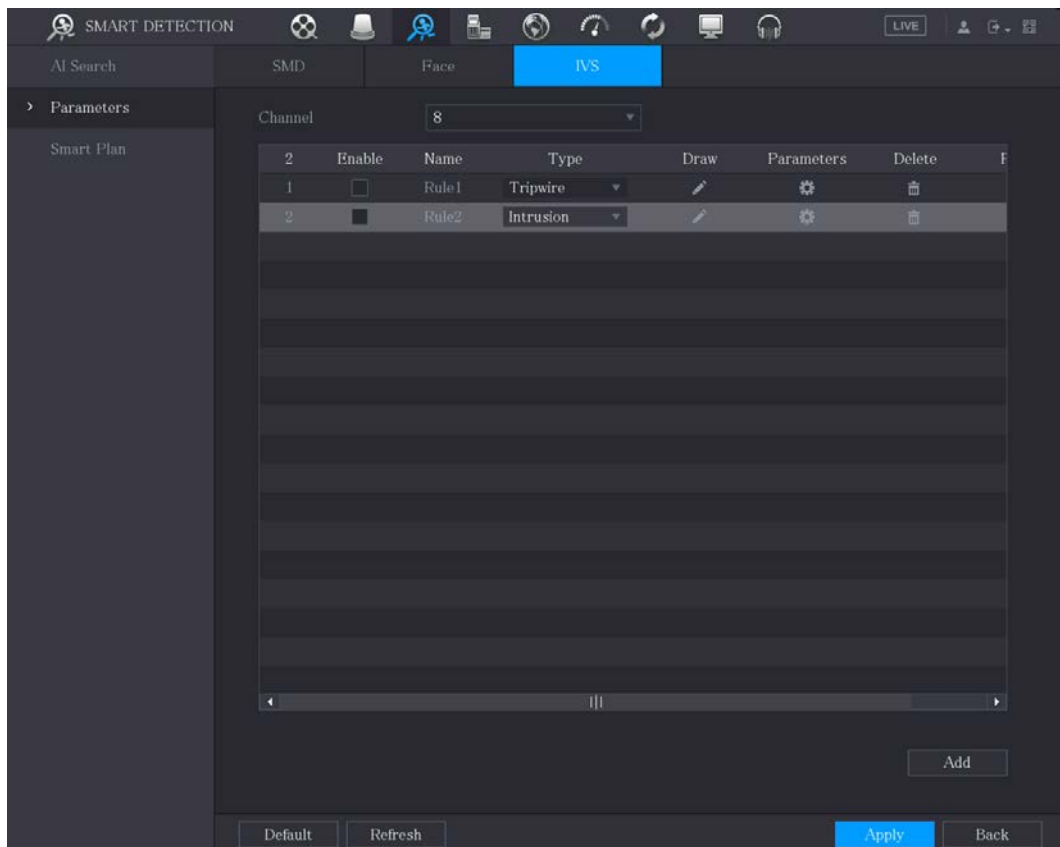 SMART DETECTION
LIVE
AI Search
SMD Face IVS
Parameters
Channel 8
Smart Plan
2 Enable Name Type Draw Parameters Delete
1 Rule1 Tripwire
2 Rule2 Intrusion
Add
Default Refresh Apply Back